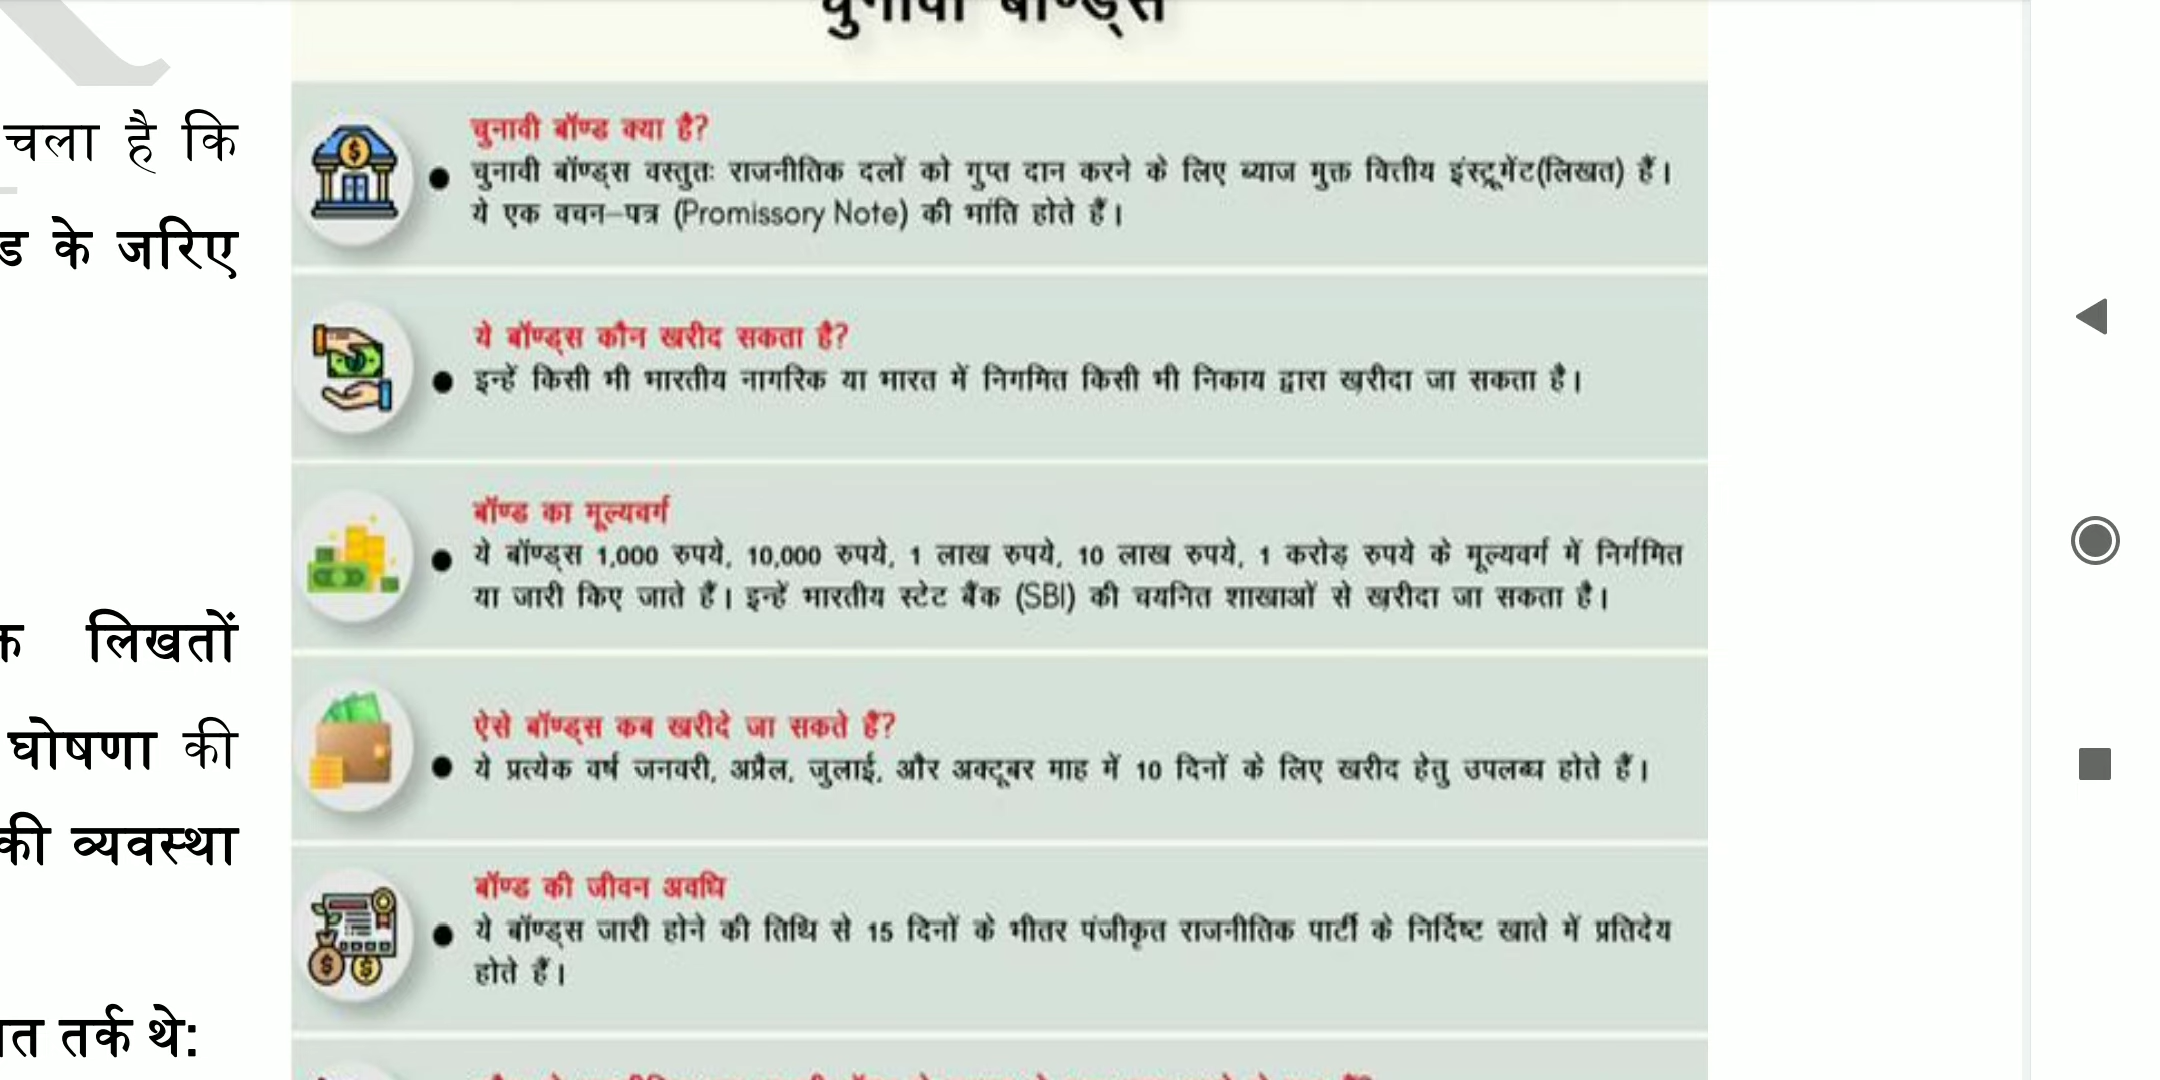 चुनावी बॉण्ड्स
चला है कि
के जरिए
लिखतों
घोषणा की
की व्यवस्था
तर्क थे:
चुनावी बॉण्ड क्या है?
चुनावी बॉण्ड्स वस्तुतः राजनीतिक दलों को गुप्त दान करने के लिए ब्याज मुक्त वित्तीय इंस्ट्रूमेंट(लिखत) हैं।
ये एक वचन-पत्र (Promissory Note) की भांति होते हैं।
ये बॉण्ड्स कौन खरीद सकता है?
इन्हें किसी भी भारतीय नागरिक या भारत में निगमित किसी भी निकाय द्वारा ख़रीदा जा सकता है।
बॉण्ड का मूल्यवर्ग
ये बॉण्ड्स 1,000 रुपये, 10,000 रुपये, 1 लाख रुपये, 10 लाख रुपये, 1 करोड़ रुपये के मूल्यवर्ग में निर्गमित
या जारी किए जाते हैं। इन्हें भारतीय स्टेट बैंक (SBI) की चयनित शाखाओं से ख़रीदा जा सकता है।
ऐसे बॉण्ड्स कब खरीदे जा सकते हैं?
ये प्रत्येक वर्ष जनवरी, अप्रैल, जुलाई, और अक्टूबर माह में 10 दिनों के लिए खरीद हेतु उपलब्ध होते हैं।
बॉण्ड की जीवन अवधि
ये बॉण्ड्स जारी होने की तिथि से 15 दिनों के भीतर पंजीकृत राजनीतिक पार्टी के निर्दिष्ट खाते में प्रतिदेय
होते हैं।